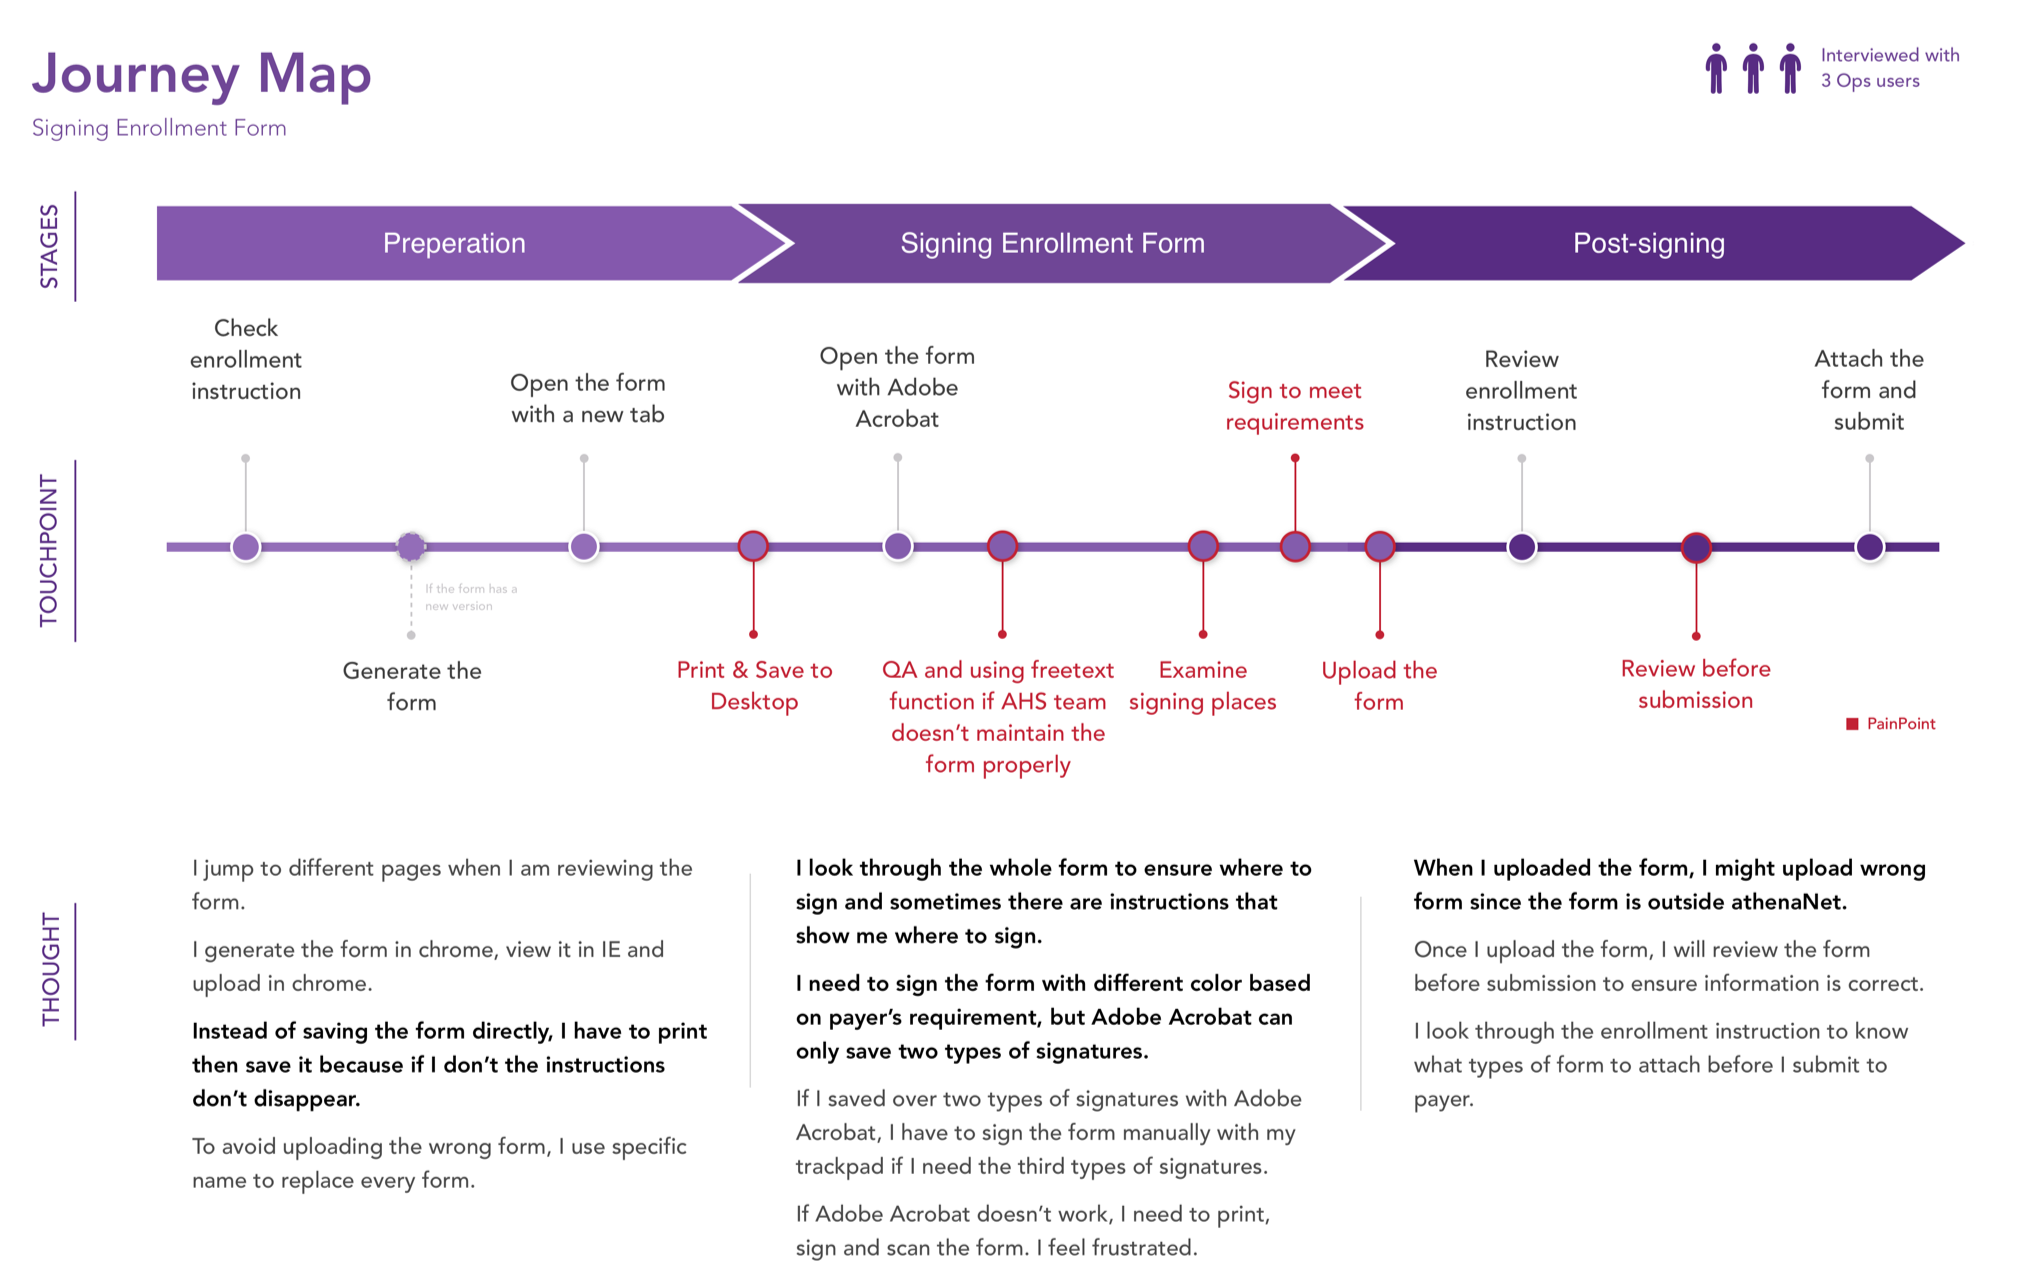 Journey Map
Signing Enrollment Form
Interviewed with
3 Ops users
STAGES
Preperation
Signing Enrollment Form
Post-signing
TOUCHPOINT
Check
enrollment
instruction
If the form has a
new version
Generate the
form
Open the form
with a new tab
Print & Save to
Desktop
Open the form
with Adobe
Acrobat
QA and using freetext
function if AHS team
doesn't maintain the
form properly
Examine
signing places
Sign to meet
requirements
Upload the
form
Review
enrollment
instruction
Review before
submission
Attach the
form and
submit
PainPoint
THOUGHT
I jump to different pages when I am reviewing the
form.
I generate the form in chrome, view it in IE and
upload in chrome.
Instead of saving the form directly, I have to print
then save it because if I don't the instructions
don't disappear.
To avoid uploading the wrong form, I use specific
name to replace every form.
I look through the whole form to ensure where to
sign and sometimes there are instructions that
show me where to sign.
I need to sign the form with different color based
on payer's requirement, but Adobe Acrobat can
only save two types of signatures.
If I saved over two types of signatures with Adobe
Acrobat, I have to sign the form manually with my
trackpad if I need the third types of signatures.
If Adobe Acrobat doesn't work, I need to print,
sign and scan the form. I feel frustrated.
When I uploaded the form, I might upload wrong
form since the form is outside athenaNet.
Once I upload the form, I will review the form
before submission to ensure information is correct.
I look through the enrollment instruction to know
what types of form to attach before I submit to
payer.